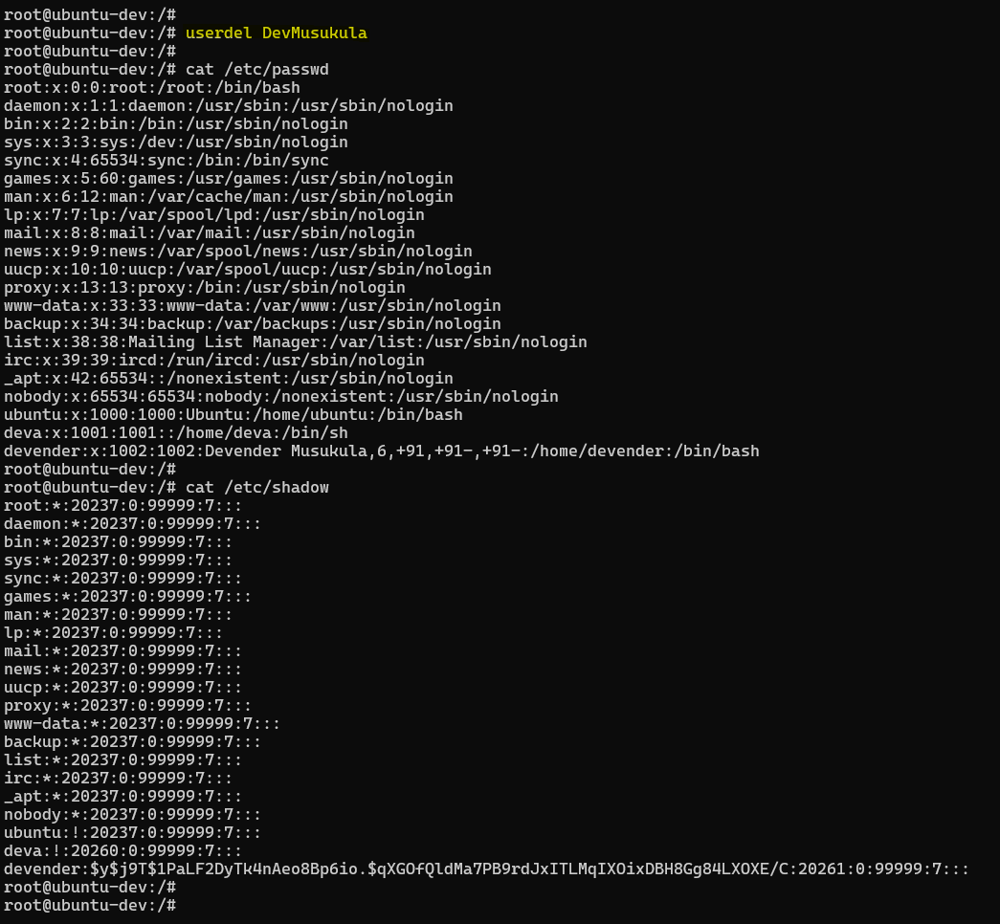 root@ubuntu-dev:/#
root@ubuntu-dev:/# userdel DevMusukula
root@ubuntu-dev:/#
root@ubuntu-dev:/# cat /etc/passwd
root:x:0:0:root:/root:/bin/bash
daemon:x:1:1:daemon:/usr/sbin:/usr/sbin/nologin
bin:x:2:2:bin:/bin:/usr/sbin/nologin
sys:x:3:3:sys:/dev:/usr/sbin/nologin
sync:x:4:65534:sync:/bin:/bin/sync
games:x:5:60:games:/usr/games:/usr/sbin/nologin
man:x:6:12:man:/var/cache/man:/usr/sbin/nologin
lp:x:7:7:lp:/var/spool/lpd:/usr/sbin/nologin
mail:x:8:8:mail:/var/mail:/usr/sbin/nologin
news:x:9:9:news:/var/spool/news:/usr/sbin/nologin
uucp:x:10:10:uucp:/var/spool/uucp:/usr/sbin/nologin
proxy:x:13:13:proxy:/bin:/usr/sbin/nologin
www-data:x:33:33:www-data:/var/www:/usr/sbin/nologin
backup:x:34:34:backup:/var/backups:/usr/sbin/nologin
list:x:38:38:Mailing List Manager:/var/list:/usr/sbin/nologin
irc:x:39:39:ircd:/run/ircd:/usr/sbin/nologin
_apt:x:42:65534::/nonexistent:/usr/sbin/nologin
nobody:x:65534:65534:nobody:/nonexistent:/usr/sbin/nologin
ubuntu:x:1000:1000:Ubuntu:/home/ubuntu:/bin/bash
deva:x:1001:1001::/home/deva:/bin/sh
devender:x:1002:1002:Devender Musukula,6,+91,+91-,+91-:/home/devender:/bin/bash
root@ubuntu-dev:/#
root@ubuntu-dev:/# cat /etc/shadow
root:*:20237:0:99999:7:::
daemon:*:20237:0:99999:7:::
bin:*:20237:0:99999:7:::
sys:*:20237:0:99999:7:::
sync:*:20237:0:99999:7:::
games:*:20237:0:99999:7:::
man:*:20237:0:99999:7:::
lp:*:20237:0:99999:7:::
mail:*:20237:0:99999:7:::
news:*:20237:0:99999:7:::
uucp:*:20237:0:99999:7:::
proxy:*:20237:0:99999:7:::
www-data:*:20237:0:99999:7:::
backup:*:20237:0:99999:7:::
list:*:20237:0:99999:7:::
irc:*:20237:0:99999:7:::
_apt:*:20237:0:99999:7:::
nobody:*:20237:0:99999:7:::
ubuntu:!:20237:0:99999:7:::
deva:!:20260:0:99999:7:::
devender:$y$j9T$1PaLF2DyTk4nAeo8Bp6io.$qXGOfQldMa7PB9rdJxITLMqIXOixDBH8Gg84LXOXE/C:20261:0:99999:7:::
root@ubuntu-dev:/#
root@ubuntu-dev:/#